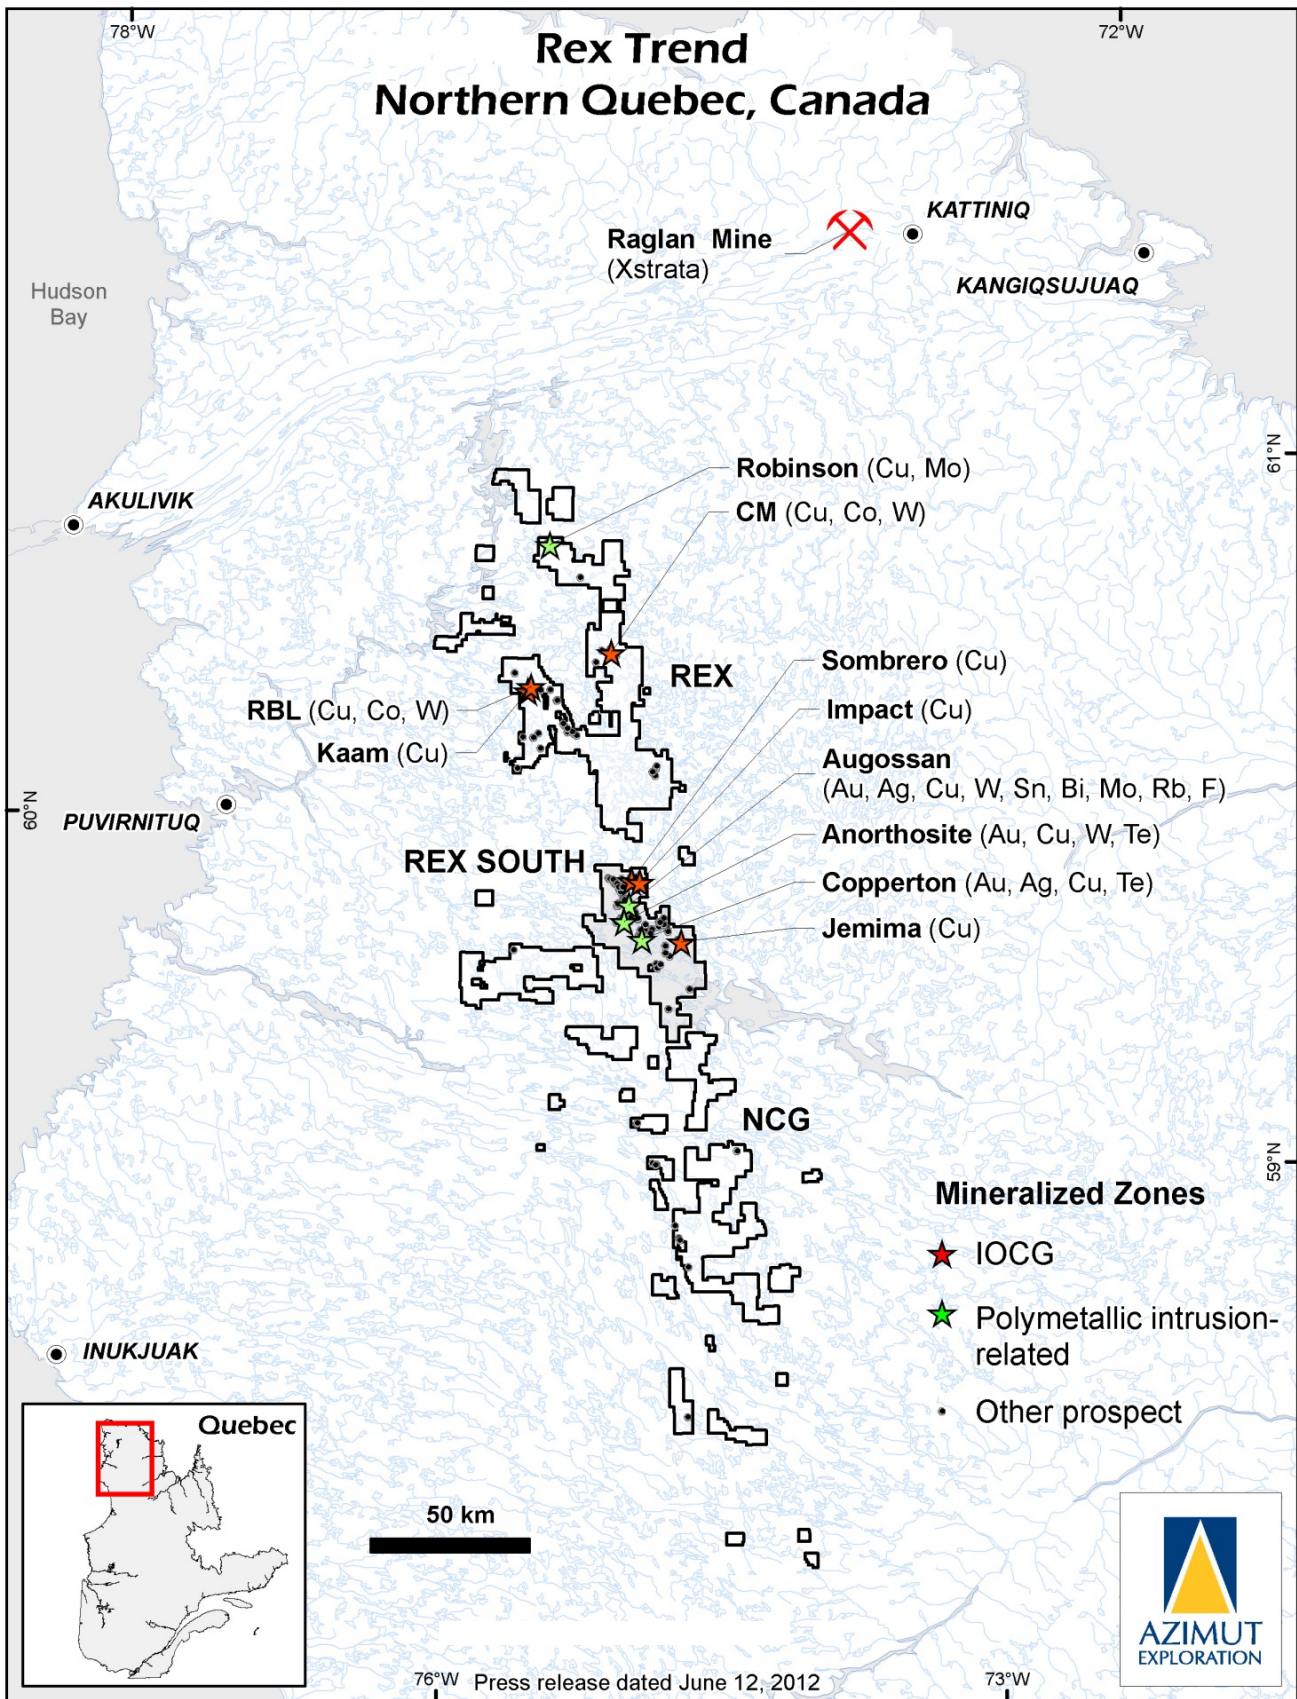 78°W
72°W
Rex Trend
Northern Quebec, Canada
KATTINIQ
Raglan Mine
(Xstrata)
KANGIQSUJUAQ
Hudson
Bay
61°N
Robinson (Cu, Mo)
AKULIVIK
CM (Cu, Co, W)
Sombrero (Cu)
REX
RBL (Cu, Co, W)
Impact (Cu)
Kaam (Cu)
Augossan
(Au, Ag, Cu, W, Sn, Bi, Mo, Rb, F)
60°N
PUVIRNITUQ
Anorthosite (Au, Cu, W, Te)
REX SOUTH
Copperton (Au, Ag, Cu, Te)
Jemima (Cu)
NCG
59°N
Mineralized Zones
IOCG
Polymetallic intrusion-
related
Other prospect
INUKJUAK
Quebec
50 km
AZIMUT
EXPLORATION
76°W
Press release dated June 12, 2012
73°W